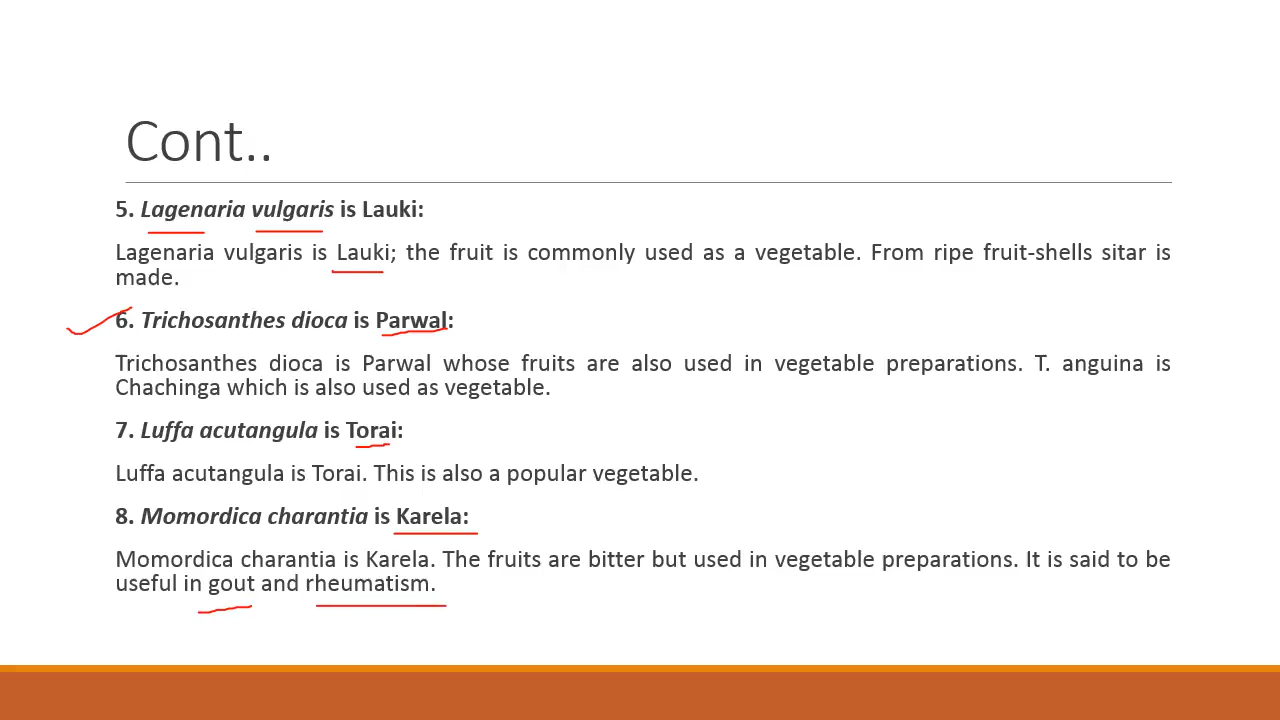 Cont..
5. Lagenaria vulgaris is Lauki:
Lagenaria vulgaris is Lauki; the fruit is commonly used as a vegetable. From ripe fruit-shells sitar is
made.
6. Trichosanthes dioca is Parwal:
Trichosanthes dioca is Parwal whose fruits are also used in vegetable preparations. T. anguina is
Chachinga which is also used as vegetable.
7. Luffa acutangula is Torai:
Luffa acutangula is Torai. This is also a popular vegetable.
8. Momordica charantia is Karela:
Momordica charantia is Karela. The fruits are bitter but used in vegetable preparations. It is said to be
useful in gout and rheumatism.